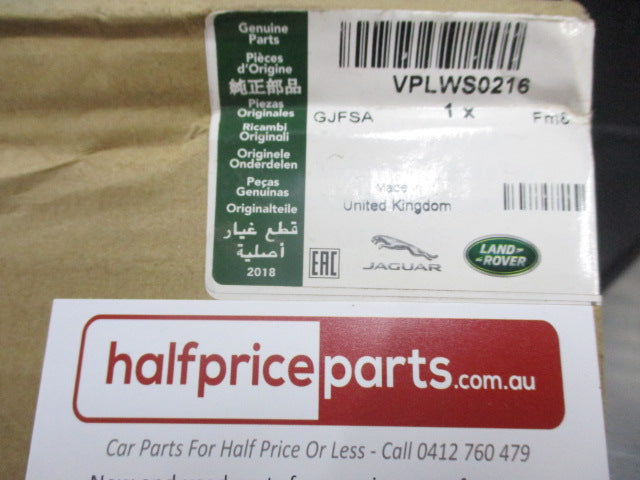 Genuine
Parts
Pièces
d'Origine
純正部品
Piezas
Originales
Ricambi
Originali
Originele
Onderdelen
Peças
Genuinas
Originalteile
قطع غيار
أصلية
2018
VPLWS0216
GJFSA
1 x
Made
United Kingdom
EAC
JAGUAR
LAND
ROVER
halfpriceparts.com.au
Car Parts For Half Price Or Less - Call 0412 760 479